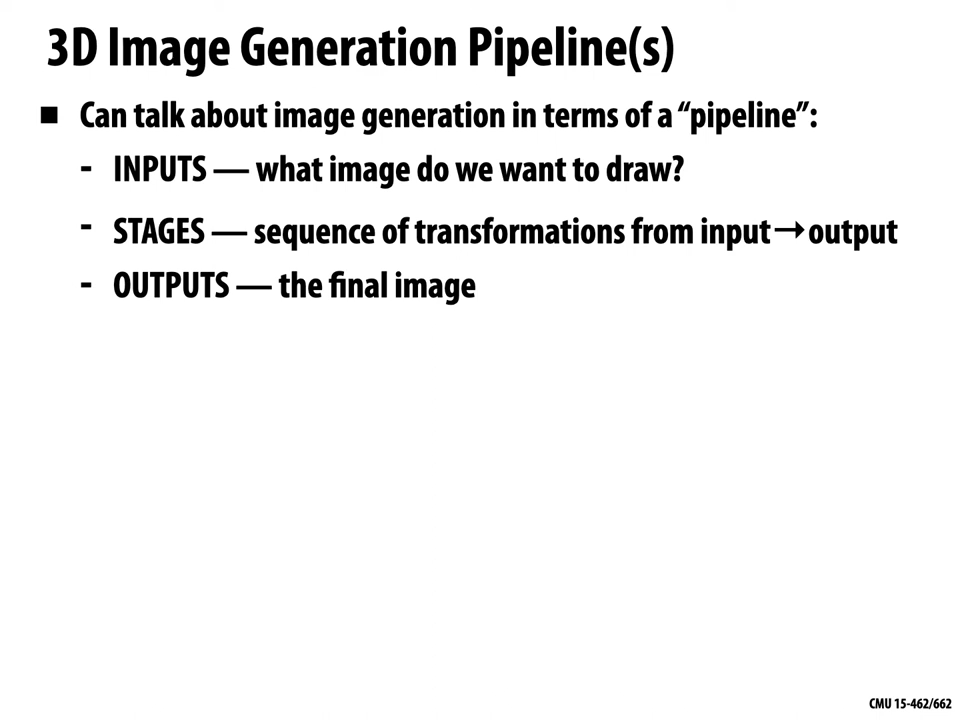 3D Image Generation Pipeline(s)
■ Can talk about image generation in terms of a “pipeline”:
- INPUTS — what image do we want to draw?
- STAGES — sequence of transformations from input→output
- OUTPUTS — the final image
CMU 15-462/662